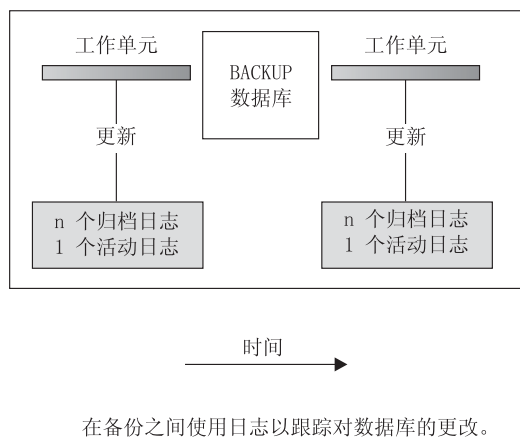 工作单元
更新
n 个归档日志
1 个活动日志
BACKUP
数据库
工作单元
更新
n 个归档日志
1 个活动日志
时间
在备份之间使用日志以跟踪对数据库的更改。